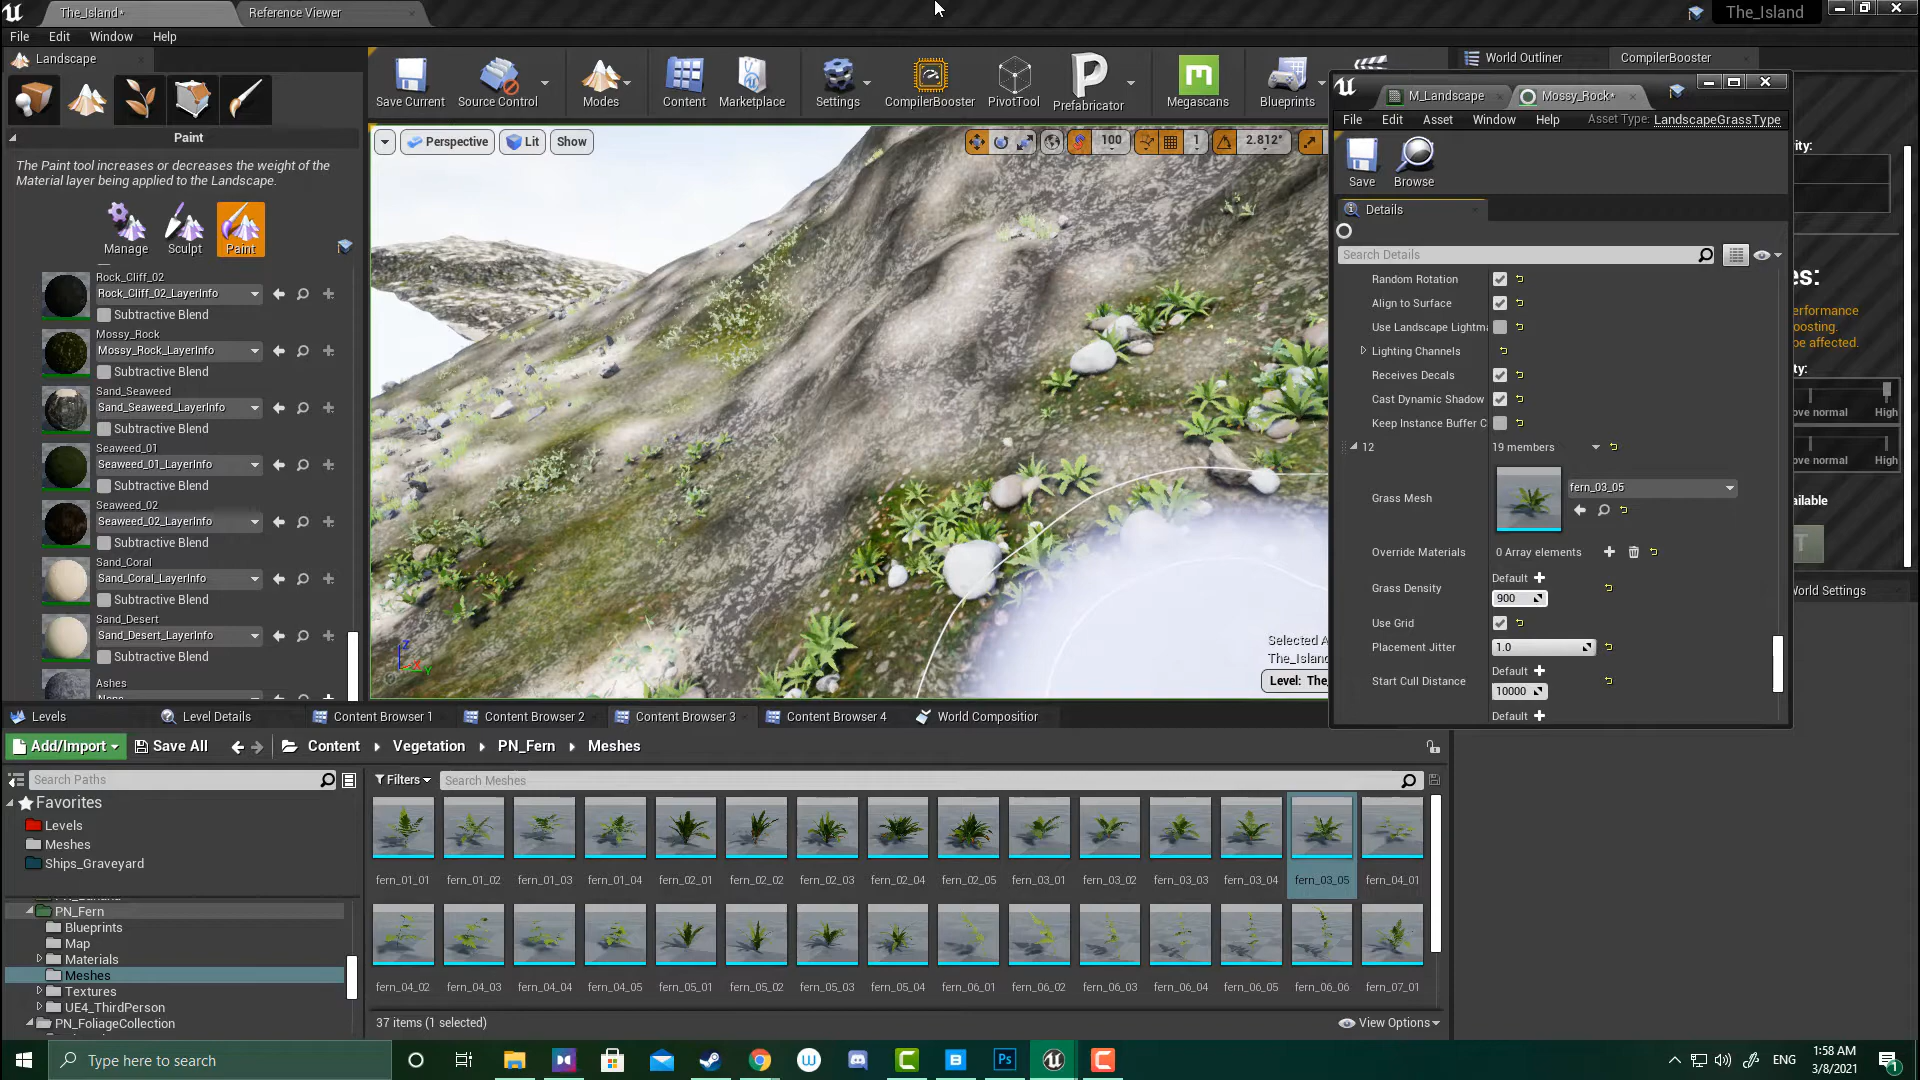 The_Island*
Reference Viewer
The_Island
File Edit Window Help
Landscape
Paint
The Paint tool increases or decreases the weight of the
Material layer being applied to the Landscape.
Manage Sculpt Paint
Rock_Cliff_02
Rock_Cliff_02_LayerInfo
Subtractive Blend
Mossy_Rock
Mossy_Rock_LayerInfo
Subtractive Blend
Sand_Seaweed
Sand_Seaweed_LayerInfo
Subtractive Blend
Seaweed_01
Seaweed_01_LayerInfo
Subtractive Blend
Seaweed_02
Seaweed_02_LayerInfo
Subtractive Blend
Sand_Coral
Sand_Coral_LayerInfo
Subtractive Blend
Sand_Desert
Sand_Desert_LayerInfo
Subtractive Blend
Ashes
None
Save Current Source Control Modes Content Marketplace Settings CompilerBooster PivotTool Prefabricator Megascans Blueprints
Perspective Lit Show
100 1 2.812°
Selected A
The_Island
Level: The_
World Outliner CompilerBooster
M_Landscape Mossy_Rock*
File Edit Asset Window Help Asset Type: LandscapeGrassType
Save Browse
Details
Search Details
Random Rotation
Align to Surface
Use Landscape Lightma
Lighting Channels
Receives Decals
Cast Dynamic Shadow
Keep Instance Buffer C
12 19 members
Grass Mesh fern_03_05
Override Materials 0 Array elements
Default
Grass Density
900
Use Grid
Placement Jitter 1.0
Default
Start Cull Distance
10000
Default
ity:
es:
erformance
oosting.
be affected.
ty:
ove normal High
ove normal High
ailable
T
World Settings
Levels Level Details Content Browser 1 Content Browser 2 Content Browser 3 Content Browser 4 World Compositior
Add/Import Save All Content Vegetation PN_Fern Meshes
Search Paths
Filters Search Meshes
Favorites
Levels
Meshes
Ships_Graveyard
PN_Fern
Blueprints
Map
Materials
Meshes
Textures
UE4_ThirdPerson
PN_FoliageCollection
fern_01_01 fern_01_02 fern_01_03 fern_01_04 fern_02_01 fern_02_02 fern_02_03 fern_02_04 fern_02_05 fern_03_01 fern_03_02 fern_03_03 fern_03_04 fern_03_05 fern_04_01
fern_04_02 fern_04_03 fern_04_04 fern_04_05 fern_05_01 fern_05_02 fern_05_03 fern_05_04 fern_06_01 fern_06_02 fern_06_03 fern_06_04 fern_06_05 fern_06_06 fern_07_01
37 items (1 selected)
View Options
Type here to search
Ps
ENG
1:58 AM
3/8/2021
1